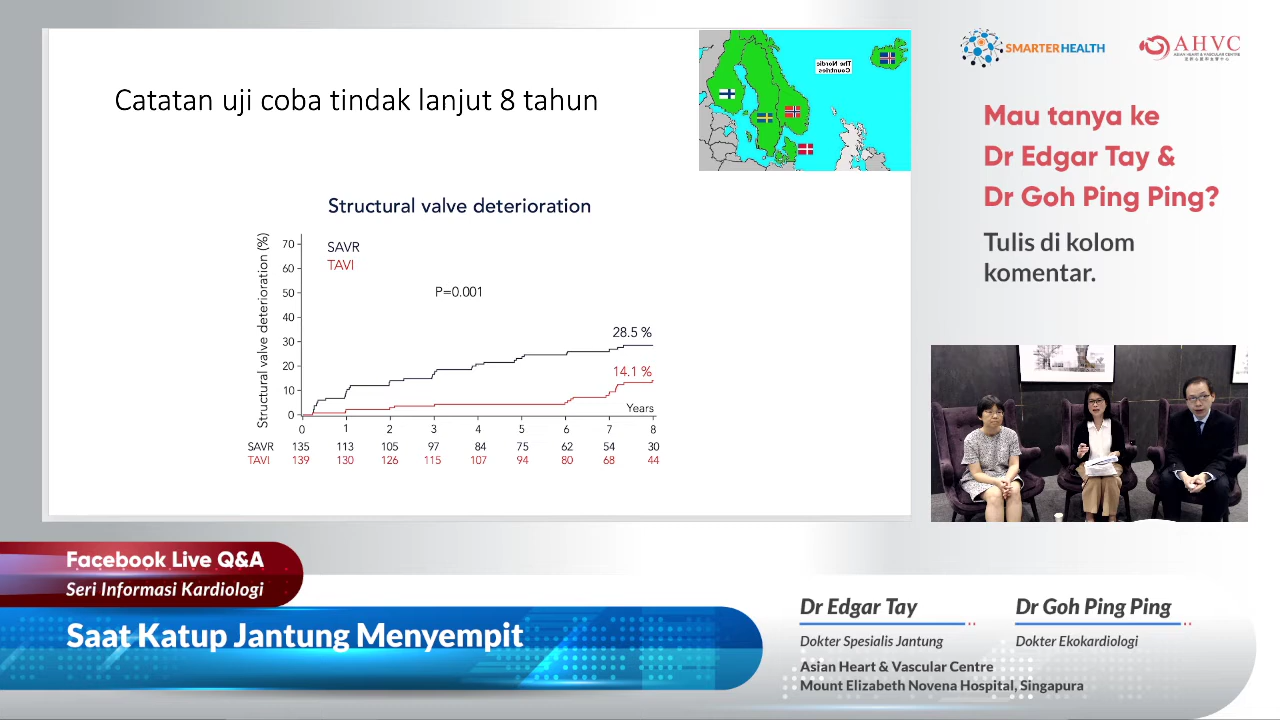 Catatan uji coba tindak lanjut 8 tahun
The Nordic
Countries
Structural valve deterioration
Structural valve deterioration (%)
70
60
50
40
30
20
10
0
SAVR
TAVI
P=0.001
28.5 %
14.1 %
Years
0 1 2 3 4 5 6 7 8
SAVR 135 113 105 97 84 75 62 54 30
TAVI 139 130 126 115 107 94 80 68 44
SMARTERHEALTH
AHVC
ASIAN HEART & VASCULAR CENTRE
Mau tanya ke
Dr Edgar Tay &
Dr Goh Ping Ping?
Tulis di kolom
komentar.
Facebook Live Q&A
Seri Informasi Kardiologi
Saat Katup Jantung Menyempit
Dr Edgar Tay
Dokter Spesialis Jantung
Dr Goh Ping Ping
Dokter Ekokardiologi
Asian Heart & Vascular Centre
Mount Elizabeth Novena Hospital, Singapura